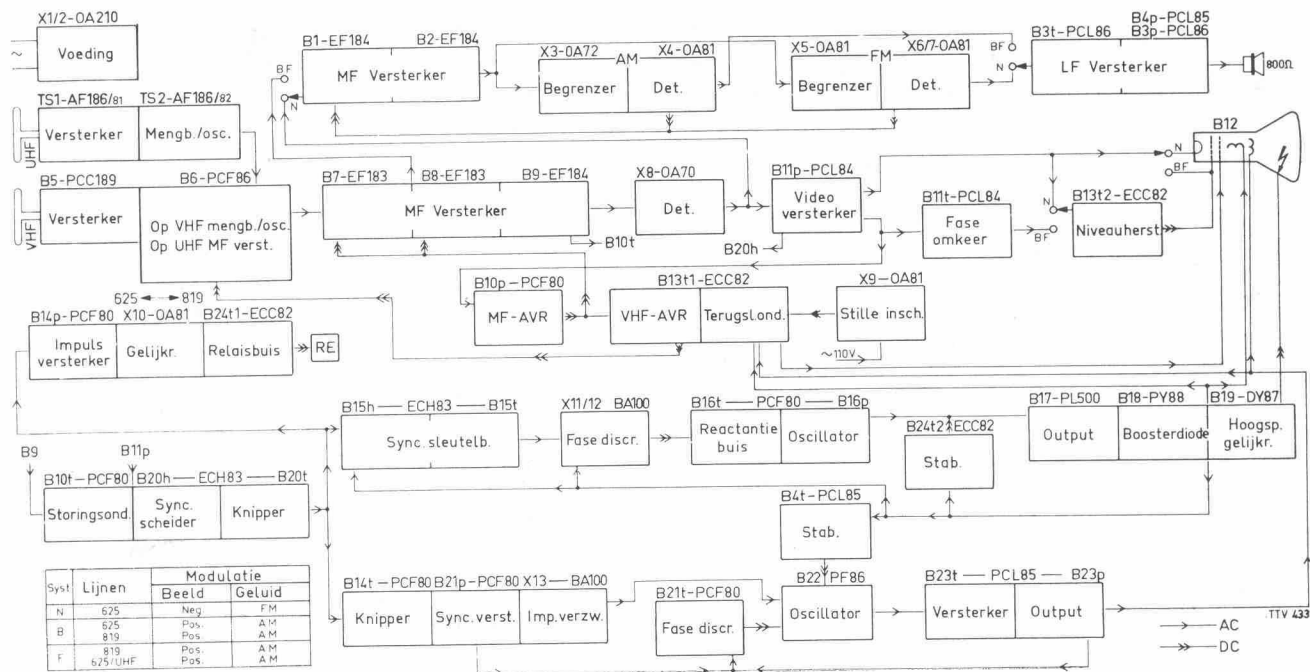 X1/2-OA210
~
Voeding
TS1-AF186/81 TS2-AF186/82
Versterker Mengb./osc.
UHF
B5-PCC189 B6-PCF86
Versterker
Op VHF mengb./osc.
Op UHF MF verst.
VHF
625 819
B1-EF184 B2-EF184
MF Versterker
BF
N
X3-OA72 X4-OA81
AM
Begrenzer Det.
X5-OA81 X6/7-OA81
FM
Begrenzer Det.
BF
N
B4p-PCL85
B3t-PCL86 B3p-PCL86
LF Versterker
800Ω
B7-EF183 B8-EF183 B9-EF184
MF Versterker
B10t
X8-OA70
Det.
B11p-PCL84
Video
versterker
B20h
B11t-PCL84
Fase
omkeer
N
BF
B13t2-ECC82
Niveauherst.
N
BF
B12
B10p-PCF80
MF-AVR
B13t1-ECC82
VHF-AVR Terugsl.ond.
X9-OA81
Stille insch.
~110V
B14p-PCF80 X10-OA81 B24t1-ECC82
Impuls
versterker
Gelijkr. Relaisbuis
RE
B15h — ECH83 — B15t
Sync.sleutelb.
X11/12 BA100
Fase discr.
B16t — PCF80 — B16p
Reactantie
buis
Oscillator
B24t2 ECC82
Stab.
B17-PL500 B18-PY88 B19-DY87
Output Boosterdiode
Hoogsp.
gelijkr.
B9 B11p
B10t-PCF80 B20h — ECH83 — B20t
Storingsond.
Sync.
scheider
Knipper
B4t-PCL85
Stab.
B14t-PCF80 B21p-PCF80 X13-BA100
Knipper Sync.verst. Imp.verzw.
B21t-PCF80
Fase discr.
B22 PF86
Oscillator
B23t — PCL85 — B23p
Versterker Output
TTV 433
AC
DC
Syst Lijnen Modulatie
Beeld Geluid
N 625 Neg. FM
B 625 Pos. AM
819 Pos. AM
F 819 Pos. AM
625/UHF Pos. AM